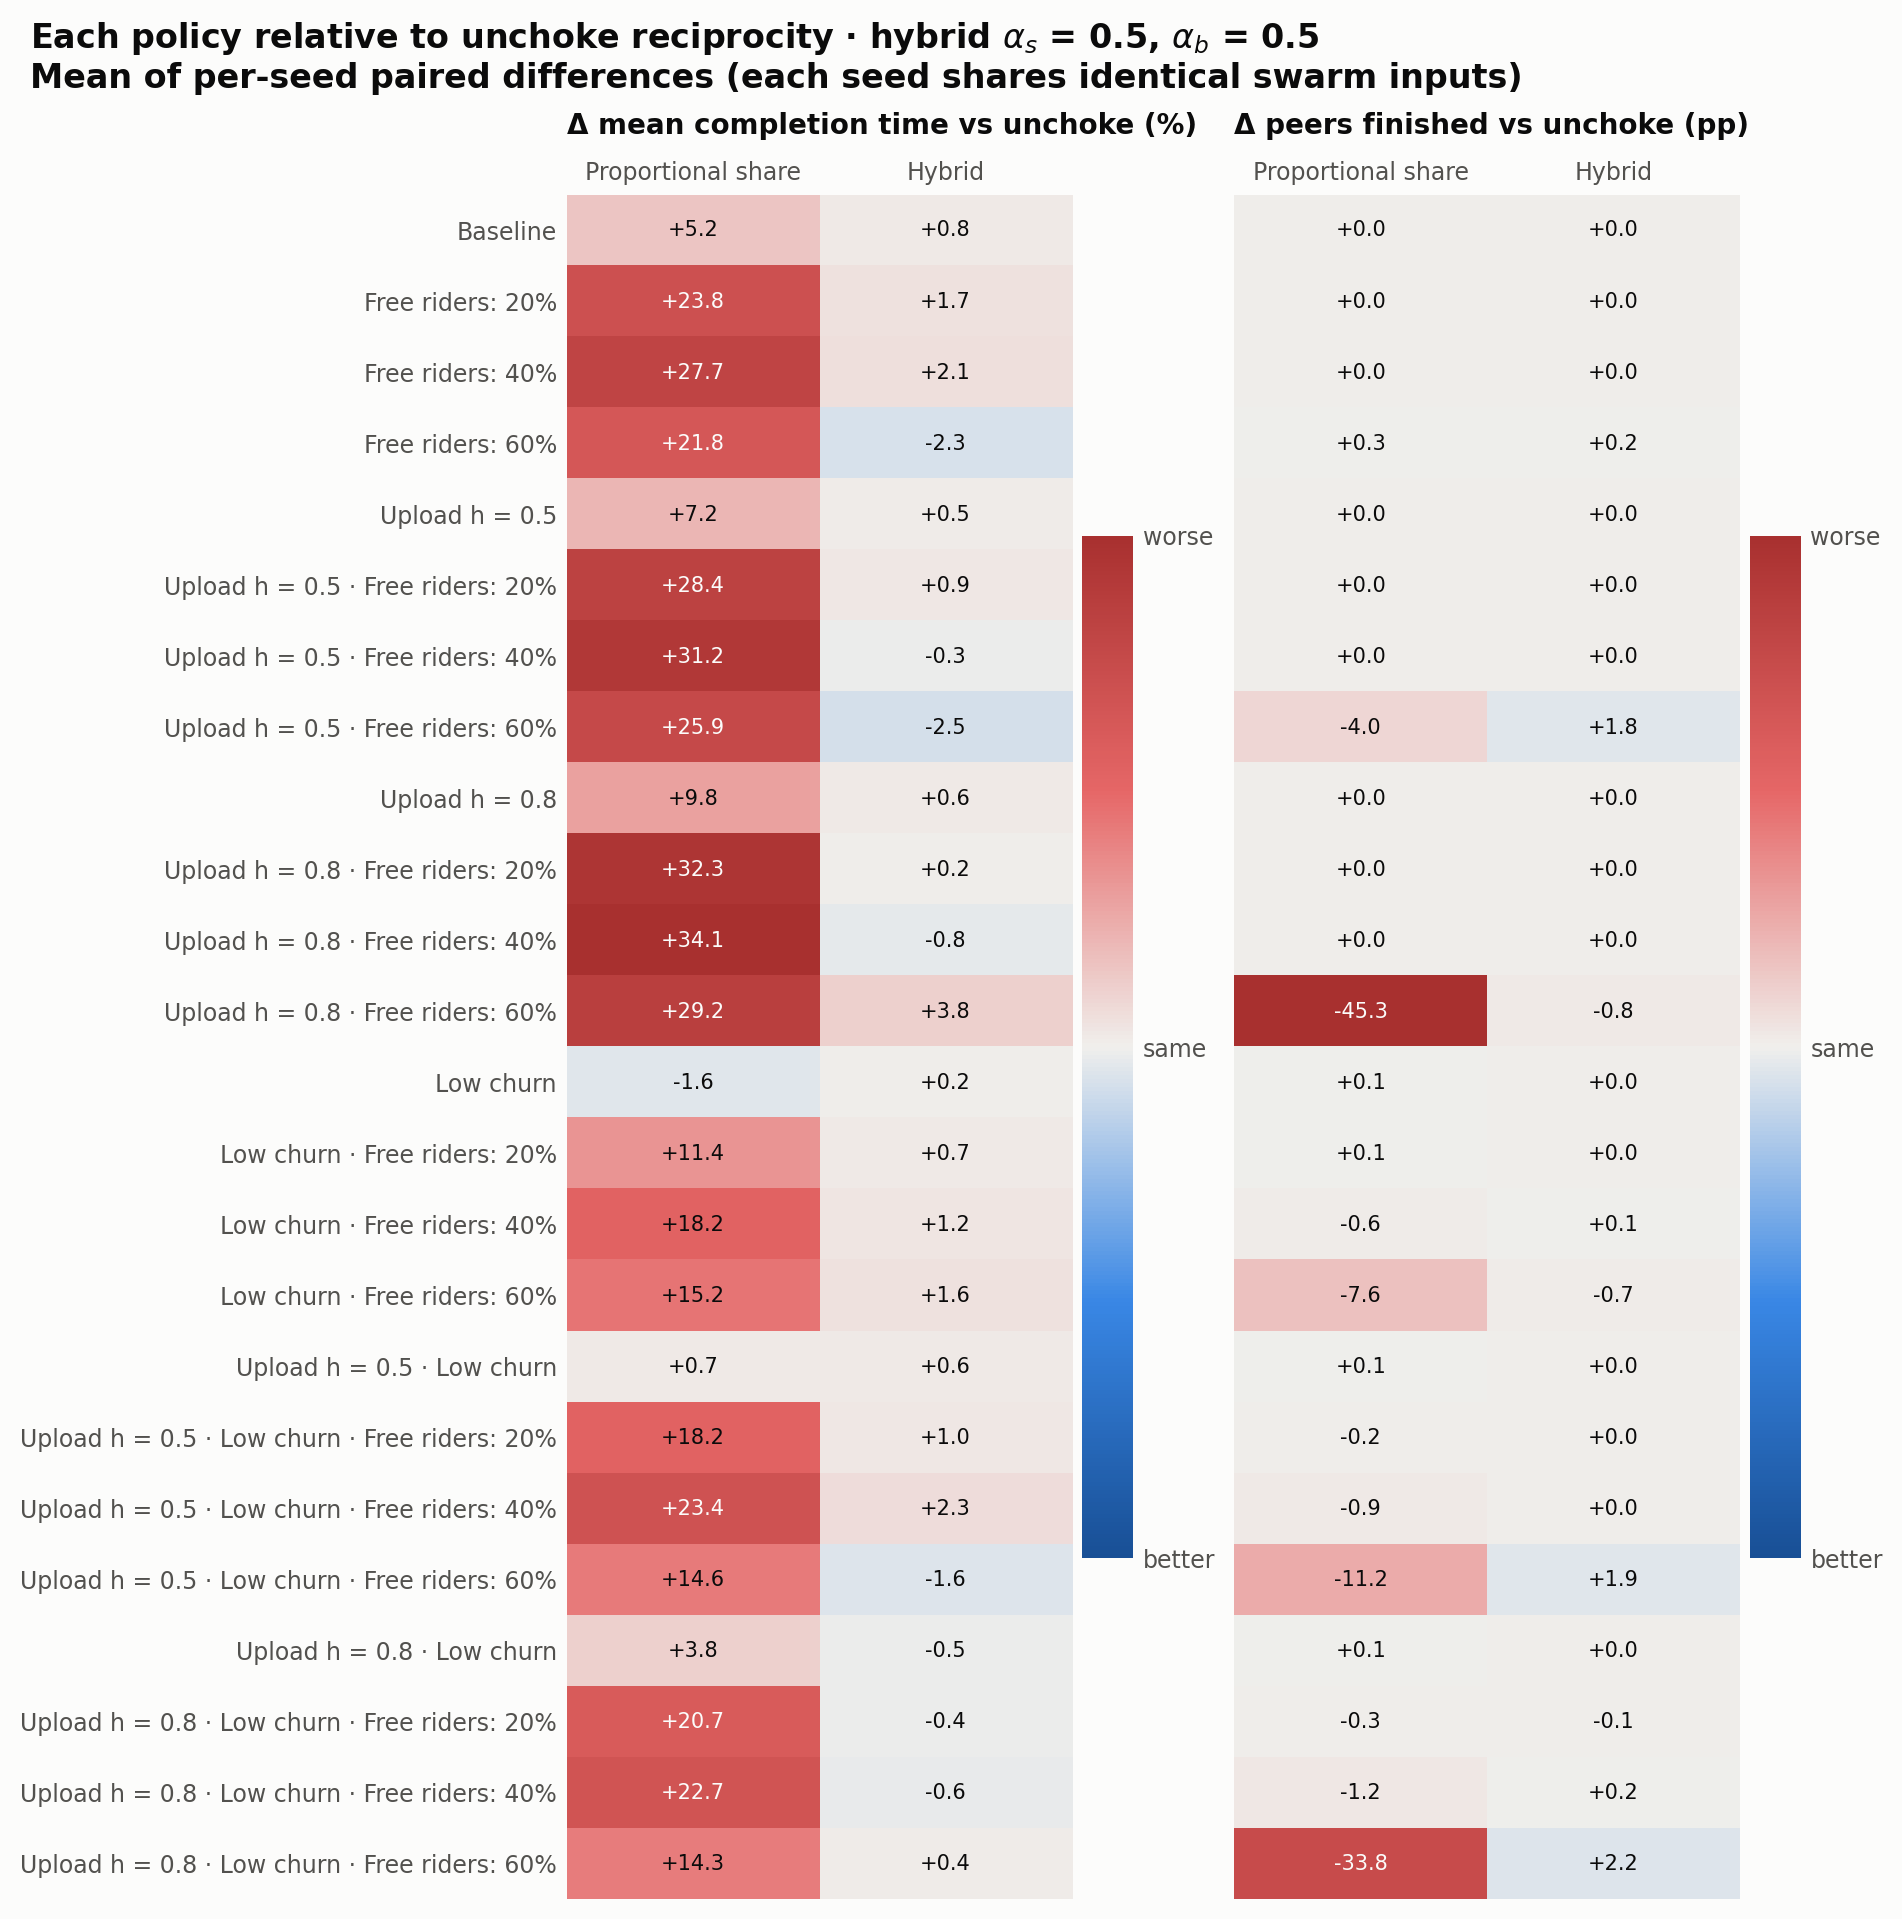 Each policy relative to unchoke reciprocity · hybrid αs = 0.5, αb = 0.5
Mean of per-seed paired differences (each seed shares identical swarm inputs)
Δ mean completion time vs unchoke (%) Δ peers finished vs unchoke (pp)
Proportional share Hybrid Proportional share Hybrid
Baseline +5.2 +0.8 +0.0 +0.0
Free riders: 20% +23.8 +1.7 +0.0 +0.0
Free riders: 40% +27.7 +2.1 +0.0 +0.0
Free riders: 60% +21.8 -2.3 +0.3 +0.2
Upload h = 0.5 +7.2 +0.5 +0.0 +0.0
worse worse
Upload h = 0.5 · Free riders: 20% +28.4 +0.9 +0.0 +0.0
Upload h = 0.5 · Free riders: 40% +31.2 -0.3 +0.0 +0.0
Upload h = 0.5 · Free riders: 60% +25.9 -2.5 -4.0 +1.8
Upload h = 0.8 +9.8 +0.6 +0.0 +0.0
Upload h = 0.8 · Free riders: 20% +32.3 +0.2 +0.0 +0.0
Upload h = 0.8 · Free riders: 40% +34.1 -0.8 +0.0 +0.0
Upload h = 0.8 · Free riders: 60% +29.2 +3.8 -45.3 -0.8
same same
Low churn -1.6 +0.2 +0.1 +0.0
Low churn · Free riders: 20% +11.4 +0.7 +0.1 +0.0
Low churn · Free riders: 40% +18.2 +1.2 -0.6 +0.1
Low churn · Free riders: 60% +15.2 +1.6 -7.6 -0.7
Upload h = 0.5 · Low churn +0.7 +0.6 +0.1 +0.0
Upload h = 0.5 · Low churn · Free riders: 20% +18.2 +1.0 -0.2 +0.0
Upload h = 0.5 · Low churn · Free riders: 40% +23.4 +2.3 -0.9 +0.0
better better
Upload h = 0.5 · Low churn · Free riders: 60% +14.6 -1.6 -11.2 +1.9
Upload h = 0.8 · Low churn +3.8 -0.5 +0.1 +0.0
Upload h = 0.8 · Low churn · Free riders: 20% +20.7 -0.4 -0.3 -0.1
Upload h = 0.8 · Low churn · Free riders: 40% +22.7 -0.6 -1.2 +0.2
Upload h = 0.8 · Low churn · Free riders: 60% +14.3 +0.4 -33.8 +2.2